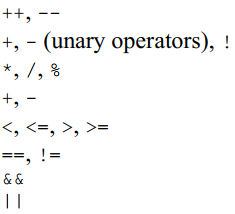 ++, --
+, - (unary operators), !
*, /, %
+, -
<, <=, >, >=
==, !=
&&
||